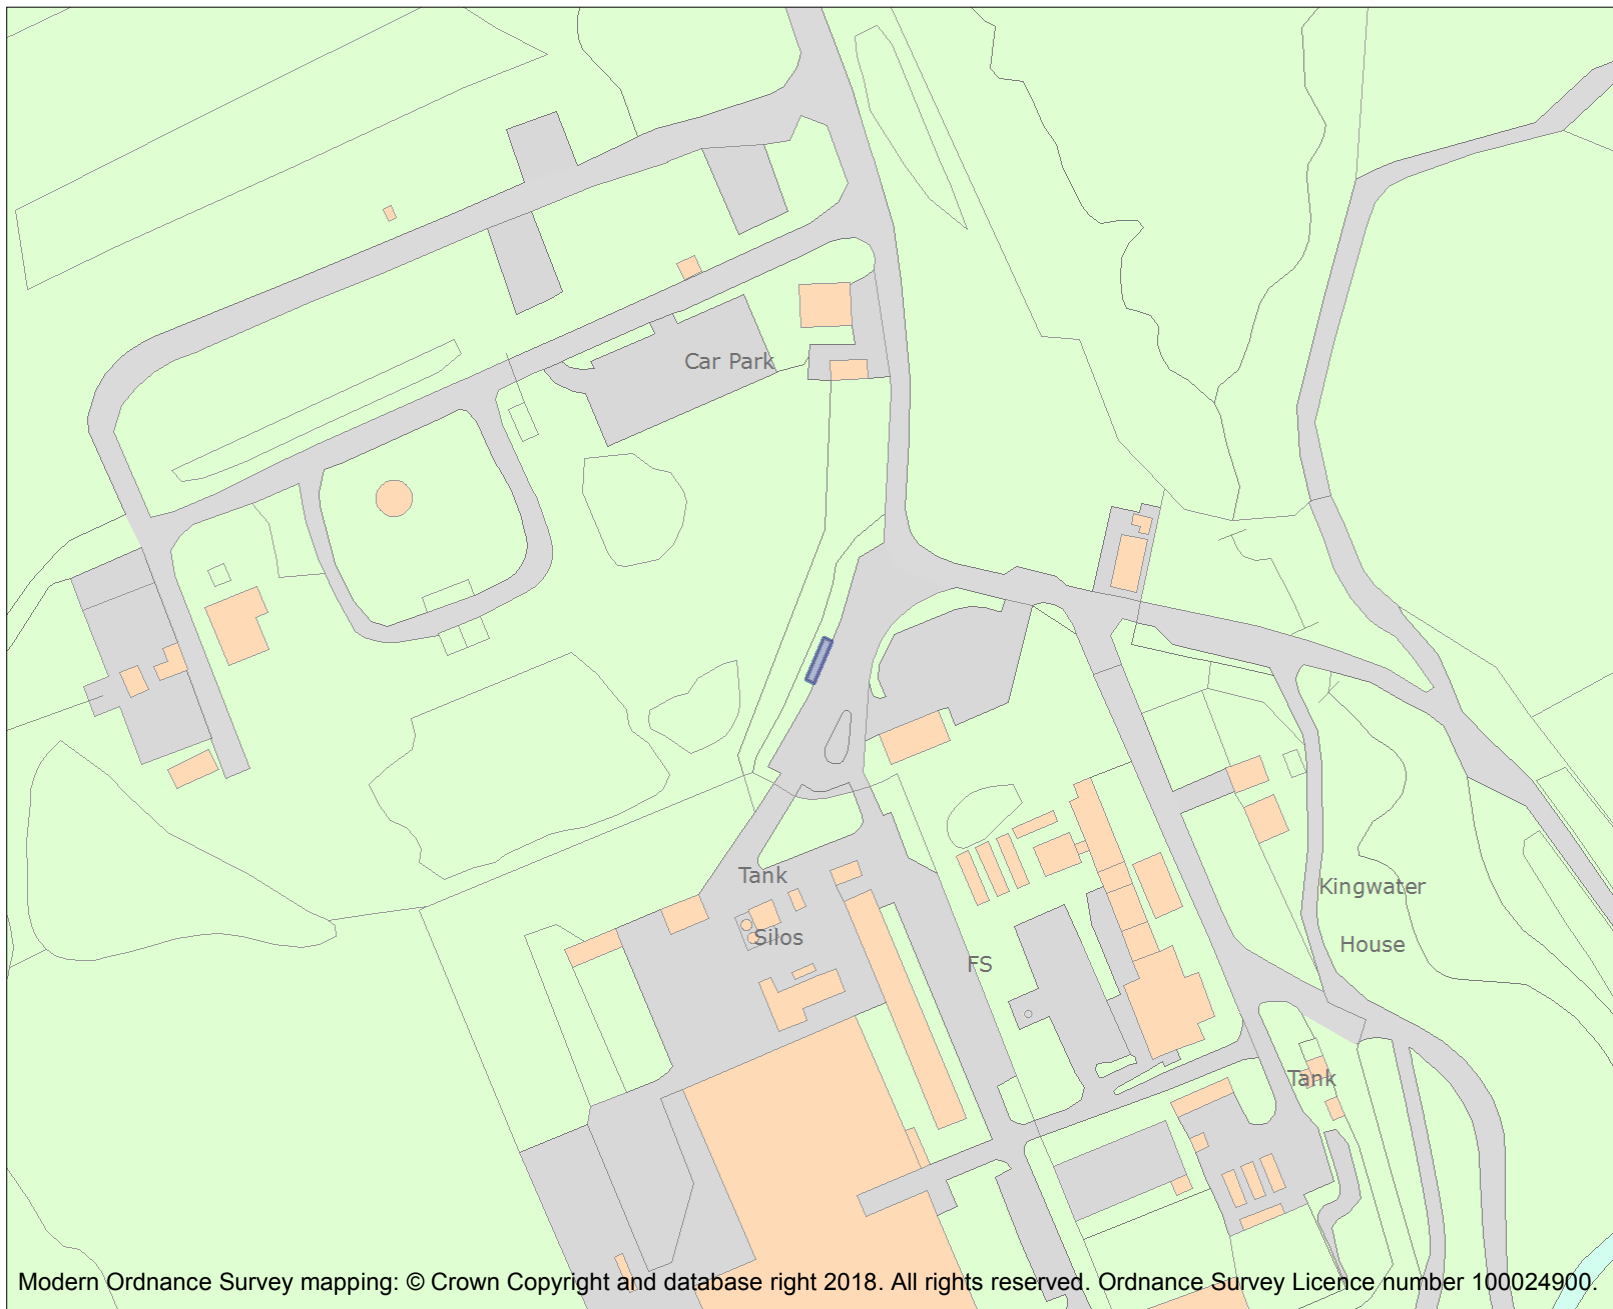 Car Park
Tank
Silos
FS
Kingwater
House
Tank
Modern Ordnance Survey mapping: © Crown Copyright and database right 2018. All rights reserved. Ordnance Survey Licence number 100024900.